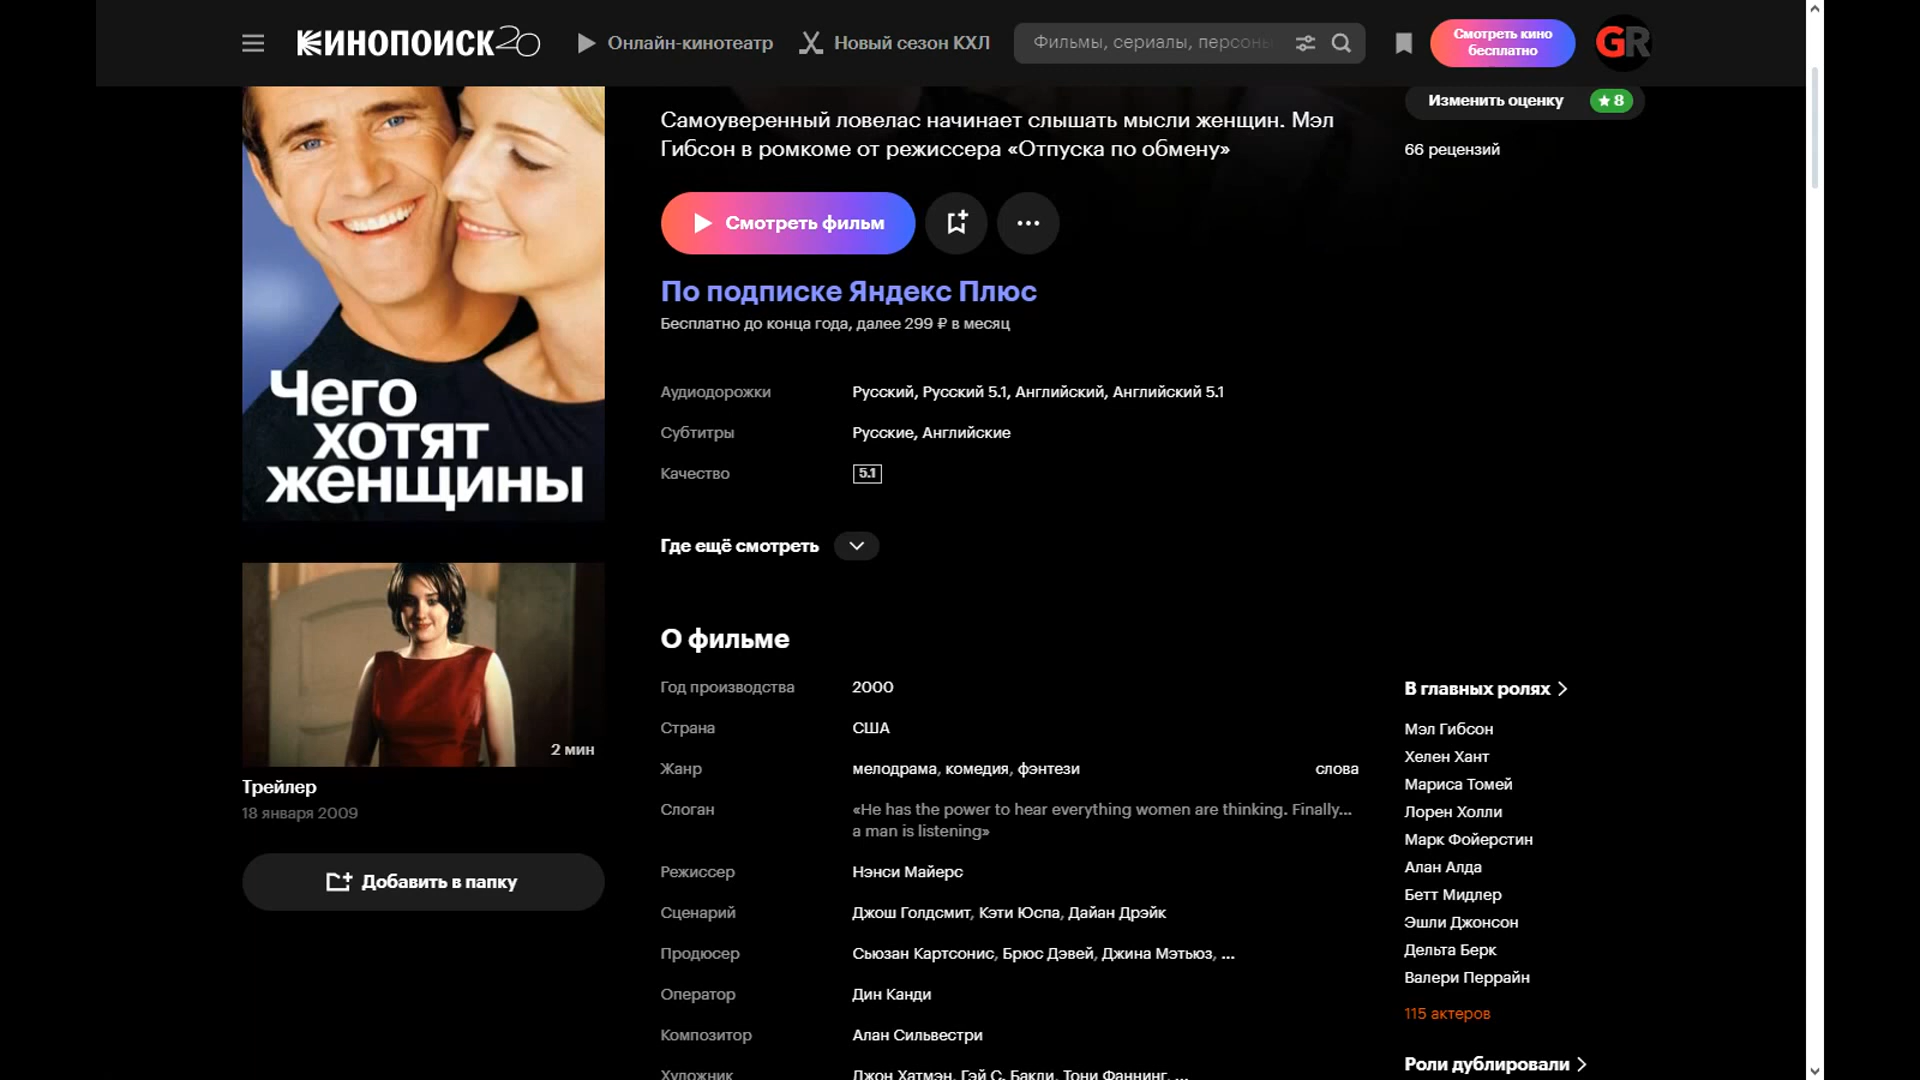 КИНОПОИСК 20
Онлайн-кинотеатр
Новый сезон КХЛ
Фильмы, сериалы, персоны
Смотреть кино
бесплатно
GR
Изменить оценку
8
66 рецензий
Самоуверенный ловелас начинает слышать мысли женщин. Мэл
Гибсон в ромкоме от режиссера «Отпуска по обмену»
Смотреть фильм
По подписке Яндекс Плюс
Бесплатно до конца года, далее 299 ₽ в месяц
Чего
хотят
женщины
Аудиодорожки Русский, Русский 5.1, Английский, Английский 5.1
Субтитры Русские, Английские
Качество 5.1
Где ещё смотреть
2 мин
Трейлер
18 января 2009
Добавить в папку
О фильме
Год производства 2000
Страна США
Жанр мелодрама, комедия, фэнтези слова
Слоган «He has the power to hear everything women are thinking. Finally...
a man is listening»
Режиссер Нэнси Майерс
Сценарий Джош Голдсмит, Кэти Юспа, Дайан Дрэйк
Продюсер Сьюзан Картсонис, Брюс Дэвей, Джина Мэтьюз, ...
Оператор Дин Канди
Композитор Алан Сильвестри
Художник Джон Хатмэн, Гэй С. Бакли, Тони Фаннинг, ...
В главных ролях
Мэл Гибсон
Хелен Хант
Мариса Томей
Лорен Холли
Марк Фойерстин
Алан Алда
Бетт Мидлер
Эшли Джонсон
Дельта Берк
Валери Перрайн
115 актеров
Роли дублировали